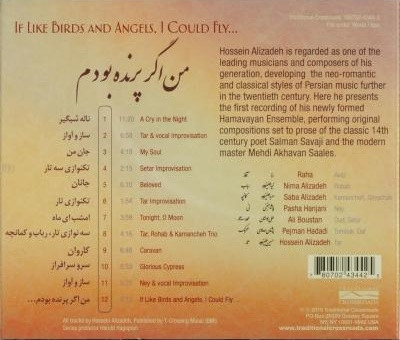 If Like Birds and Angels, I Could Fly...
من اگر پرنده بودم
Hossein Alizadeh is regarded as one of the
leading musicians and composers of his
generation, developing the neo-romantic
and classical styles of Persian music further
in the twentieth century. Here he presents
the first recording of his newly formed
Hamavayan Ensemble, performing
original compositions set to prose of the classic 14th
century poet Salman Savaji and the modern
master Mehdi Akhavan Saales.
ناله شبگیر 1 A Cry in the Night
ساز و آواز 2 Tar & vocal Improvisation
جان من 3 My Soul
تکنوازی سه تار 4 Setar Improvisation
جانان 5 Beloved
تکنوازی تار 6 Tar Improvisation
امشب ای ماه 7 Tonight, O Moon
سه نوازی تار، رباب و کمانچه 8 Tar, Robab & Kamancheh Trio
کاروان 9 Caravan
سرو سرافراز 10 Glorious Cypress
ساز و آواز 11 Ney & vocal Improvisation
من اگر پرنده بودم... 12 If Like Birds and Angels, I Could Fly ...
Raha
Nima Alizadeh
Saba Alizadeh
Pasha Hanjani
Ali Boustan
Pejman Hadadi
Hossein Alizadeh
Crossroads
www.traditionalcrossroads.com
80702 43442